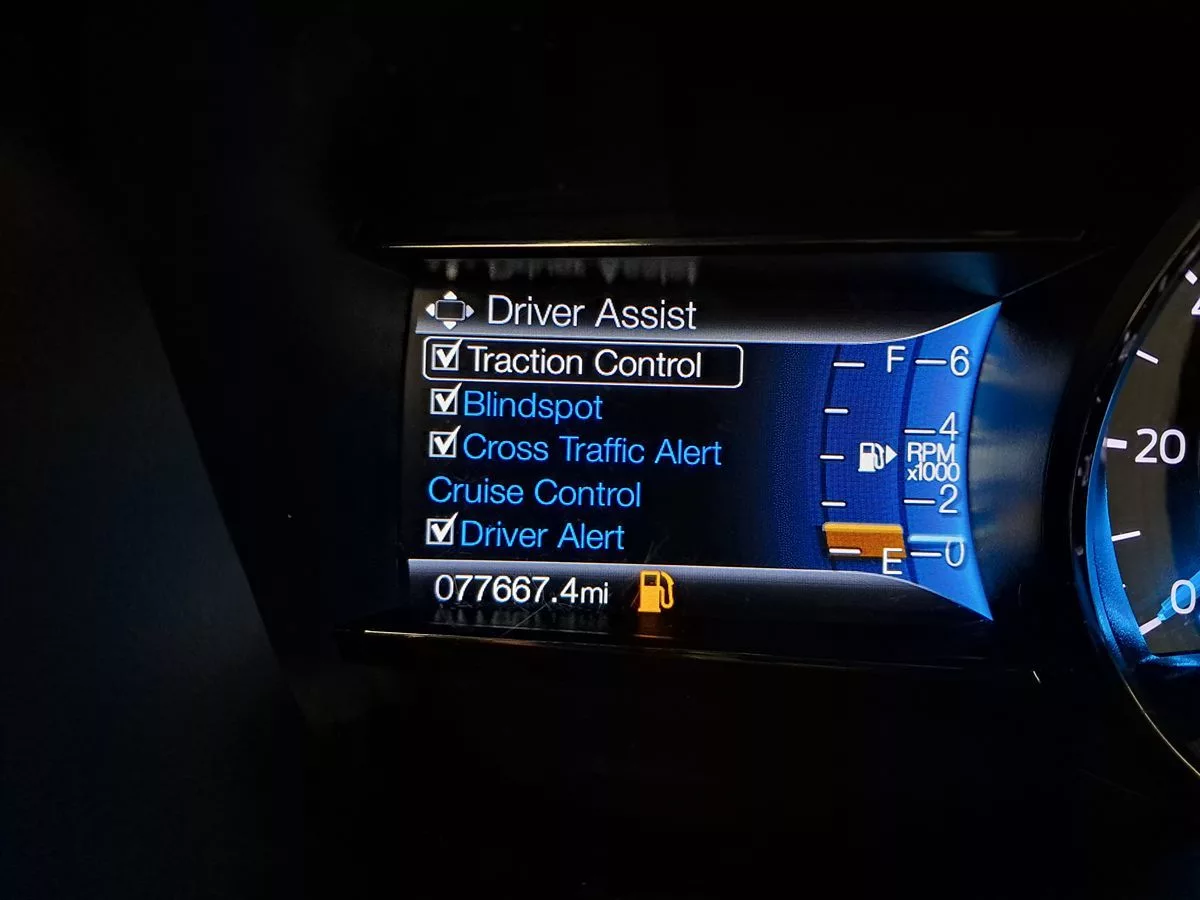 Driver Assist
Traction Control
Blindspot
Cross Traffic Alert
Cruise Control
Driver Alert
077667.4mi
F
E
6
4
RPM
x1000
2
0
20
0